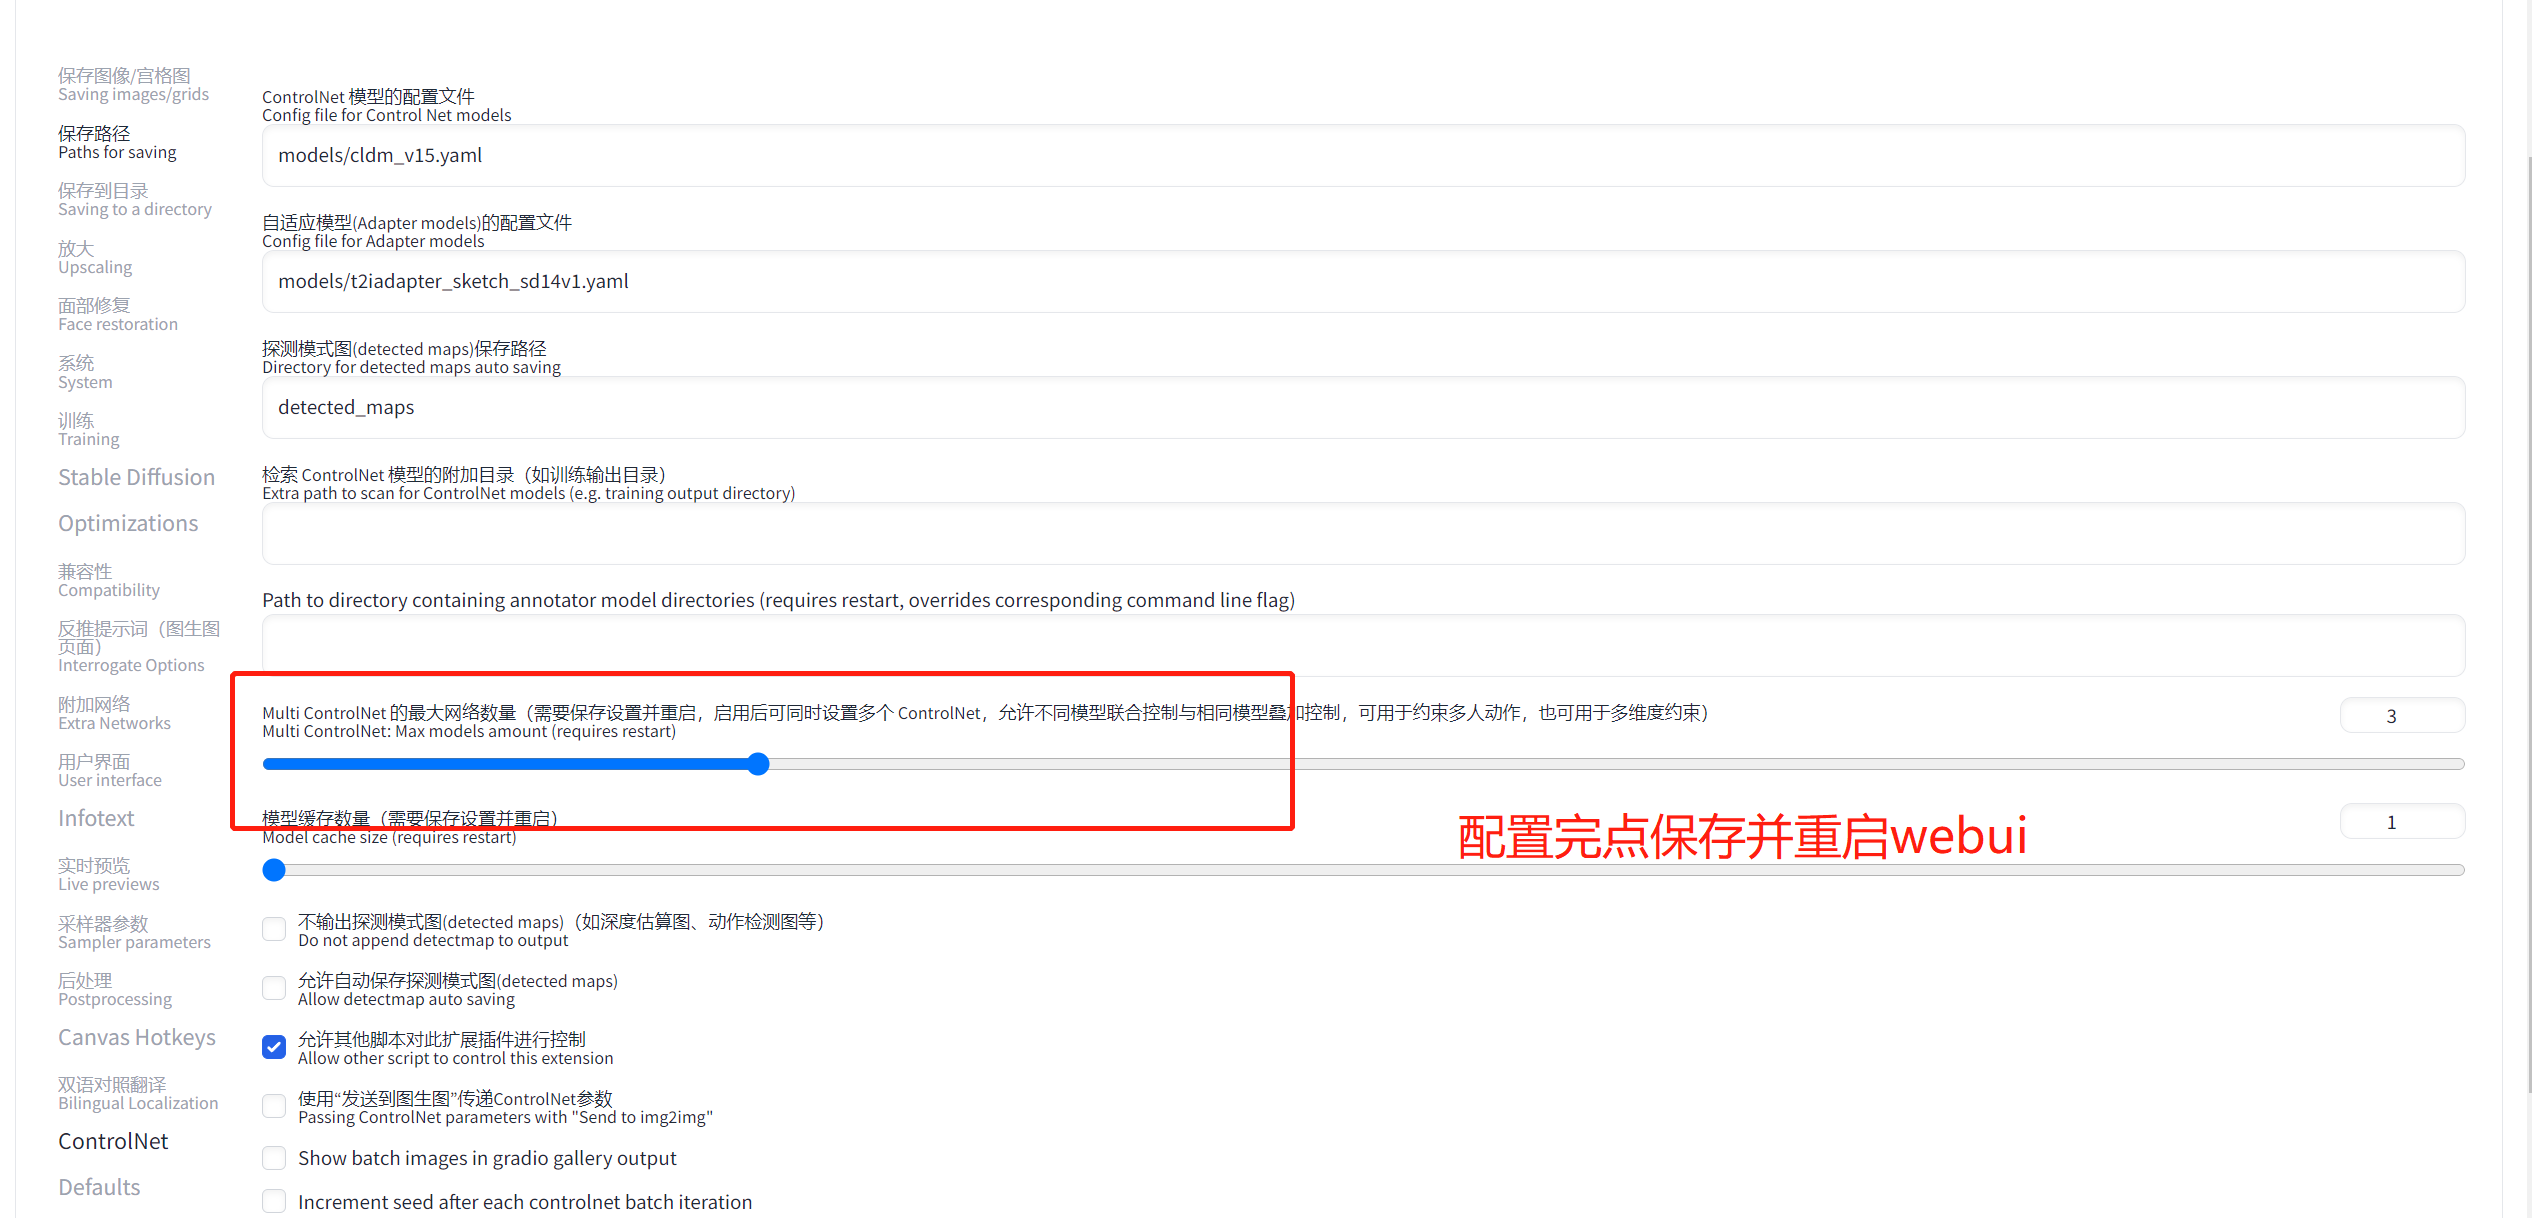 保存图像/宫格图
Saving images/grids
保存路径
Paths for saving
保存到目录
Saving to a directory
放大
Upscaling
面部修复
Face restoration
系统
System
训练
Training
Stable Diffusion
Optimizations
兼容性
Compatibility
反推提示词（图生图
页面）
Interrogate Options
附加网络
Extra Networks
用户界面
User interface
Infotext
实时预览
Live previews
采样器参数
Sampler parameters
后处理
Postprocessing
Canvas Hotkeys
双语对照翻译
Bilingual Localization
ControlNet
Defaults
ControlNet 模型的配置文件
Config file for Control Net models
models/cldm_v15.yaml
自适应模型(Adapter models)的配置文件
Config file for Adapter models
models/t2iadapter_sketch_sd14v1.yaml
探测模式图(detected maps)保存路径
Directory for detected maps auto saving
detected_maps
检索 ControlNet 模型的附加目录（如训练输出目录）
Extra path to scan for ControlNet models (e.g. training output directory)
Path to directory containing annotator model directories (requires restart, overrides corresponding command line flag)
Multi ControlNet 的最大网络数量（需要保存设置并重启，启用后可同时设置多个 ControlNet，允许不同模型联合控制与相同模型叠加控制，可用于约束多人动作，也可用于多维度约束）
3
Multi ControlNet: Max models amount (requires restart)
模型缓存数量（需要保存设置并重启）
1
Model cache size (requires restart)
配置完点保存并重启webui
不输出探测模式图(detected maps)（如深度估算图、动作检测图等）
Do not append detectmap to output
允许自动保存探测模式图(detected maps)
Allow detectmap auto saving
允许其他脚本对此扩展插件进行控制
Allow other script to control this extension
使用“发送到图生图”传递ControlNet参数
Passing ControlNet parameters with "Send to img2img"
Show batch images in gradio gallery output
Increment seed after each controlnet batch iteration